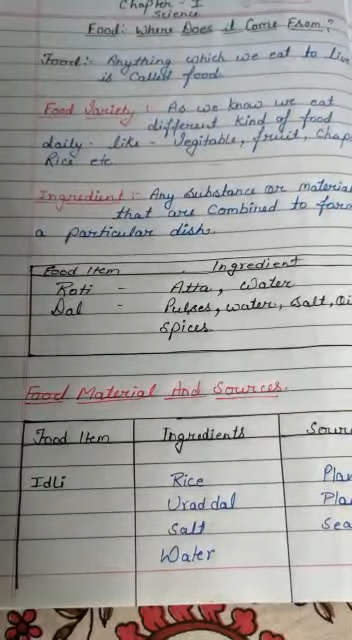 Chapter - I
Science
Food: Where Does it Come From?
Food:- Anything which we eat to live
is called food.
Food Variety : As we know we eat
different kind of food
daily. like - Vegitable, fruit, Chap
Rice etc
Ingredient :- Any substance or material
that are combined to form
a particular dish.
Food Item Ingredient
Roti - Atta, water
Dal - Pulses, water, Salt, Oi
Spices.
Food Material And Sources.
Food Item Ingredients Sour
Idli Rice Plan
Urad dal Pla
Salt Sea
Water